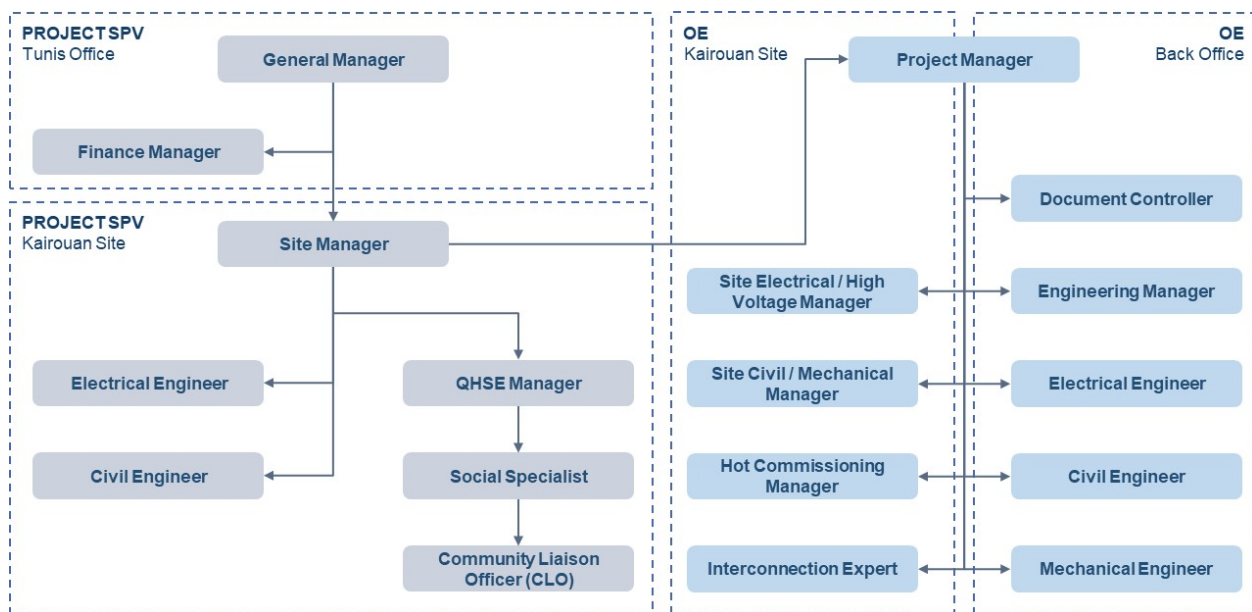 PROJECT SPV
Tunis Office
General Manager
Finance Manager
PROJECT SPV
Kairouan Site
Site Manager
Electrical Engineer
QHSE Manager
Civil Engineer
Social Specialist
Community Liaison
Officer (CLO)
OE
Kairouan Site
Project Manager
OE
Back Office
Document Controller
Site Electrical / High
Voltage Manager
Engineering Manager
Site Civil / Mechanical
Manager
Electrical Engineer
Hot Commissioning
Manager
Civil Engineer
Interconnection Expert
Mechanical Engineer